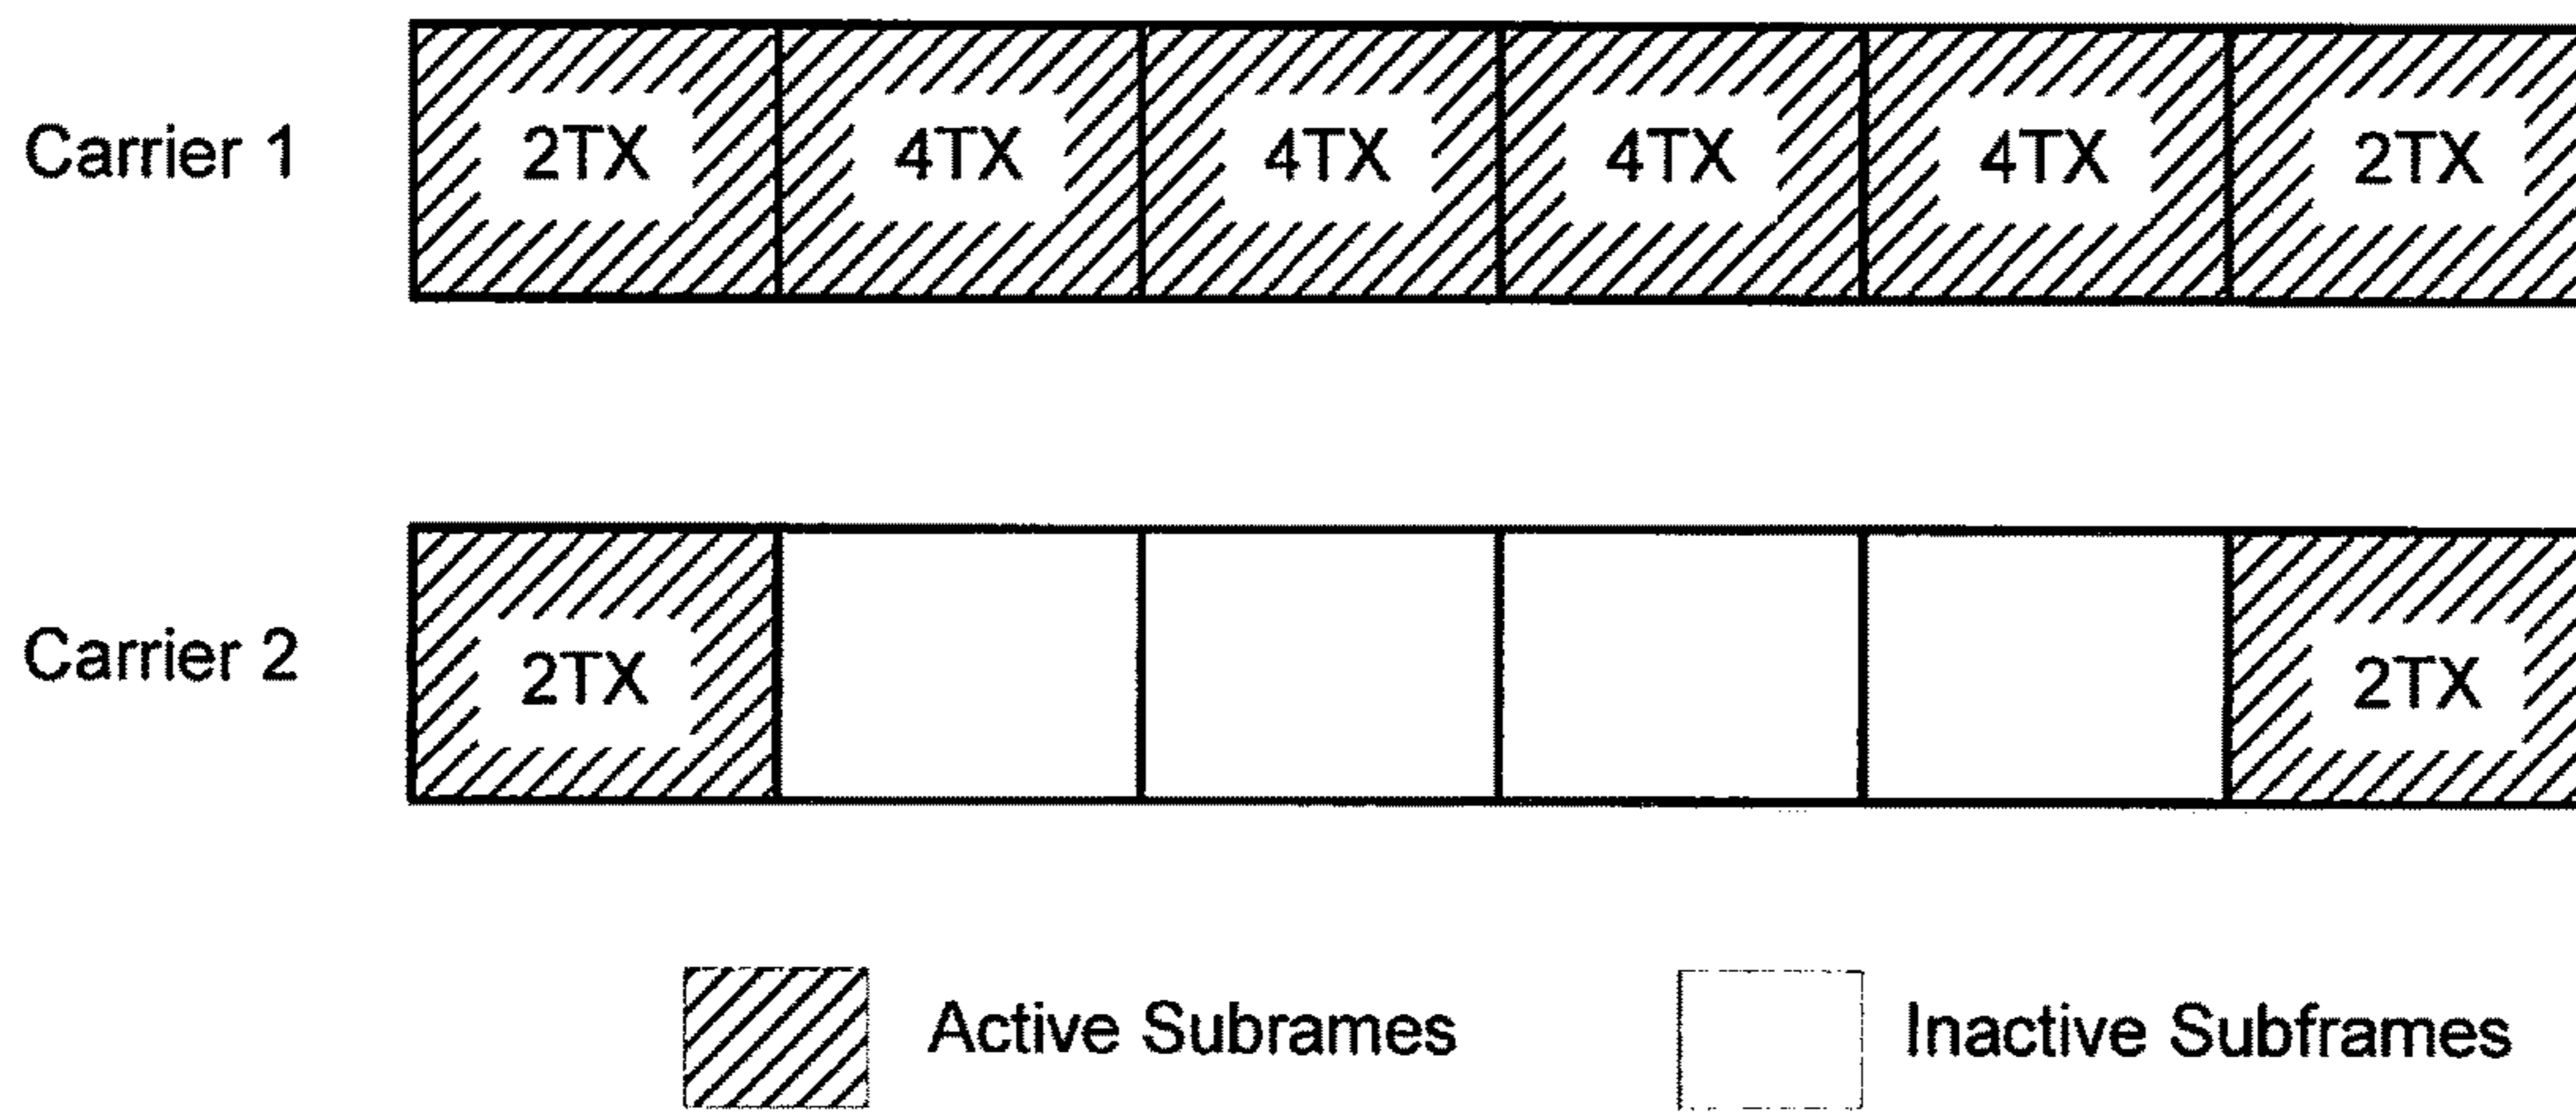 Carrier 1 2TX 4TX 4TX 4TX 4TX 2TX
Carrier 2 2TX 2TX
Active Subrames Inactive Subframes